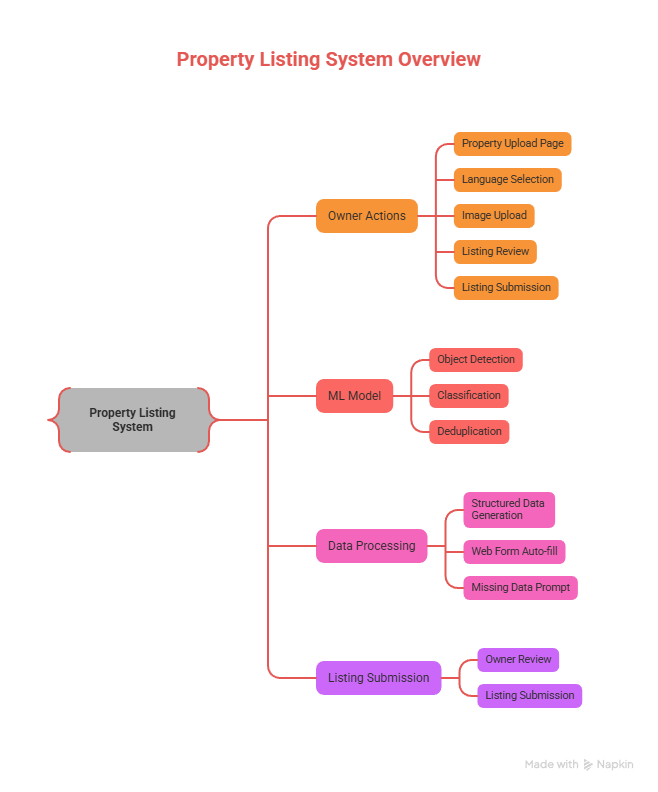 Property Listing System Overview
Property Upload Page
Language Selection
Owner Actions
Image Upload
Listing Review
Listing Submission
Object Detection
ML Model
Classification
Deduplication
Property Listing
System
Structured Data
Generation
Data Processing
Web Form Auto-fill
Missing Data Prompt
Owner Review
Listing Submission
Listing Submission
Made with Napkin